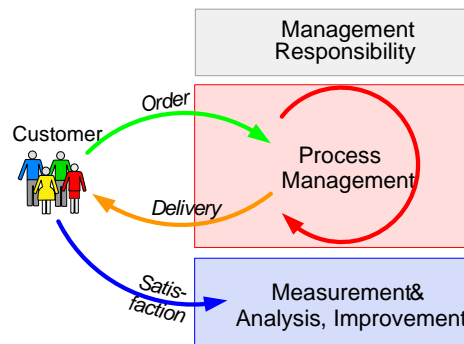 Management
Responsibility
Order
Customer
Process
Management
Delivery
Satis-
faction
Measurement&
Analysis, Improvement